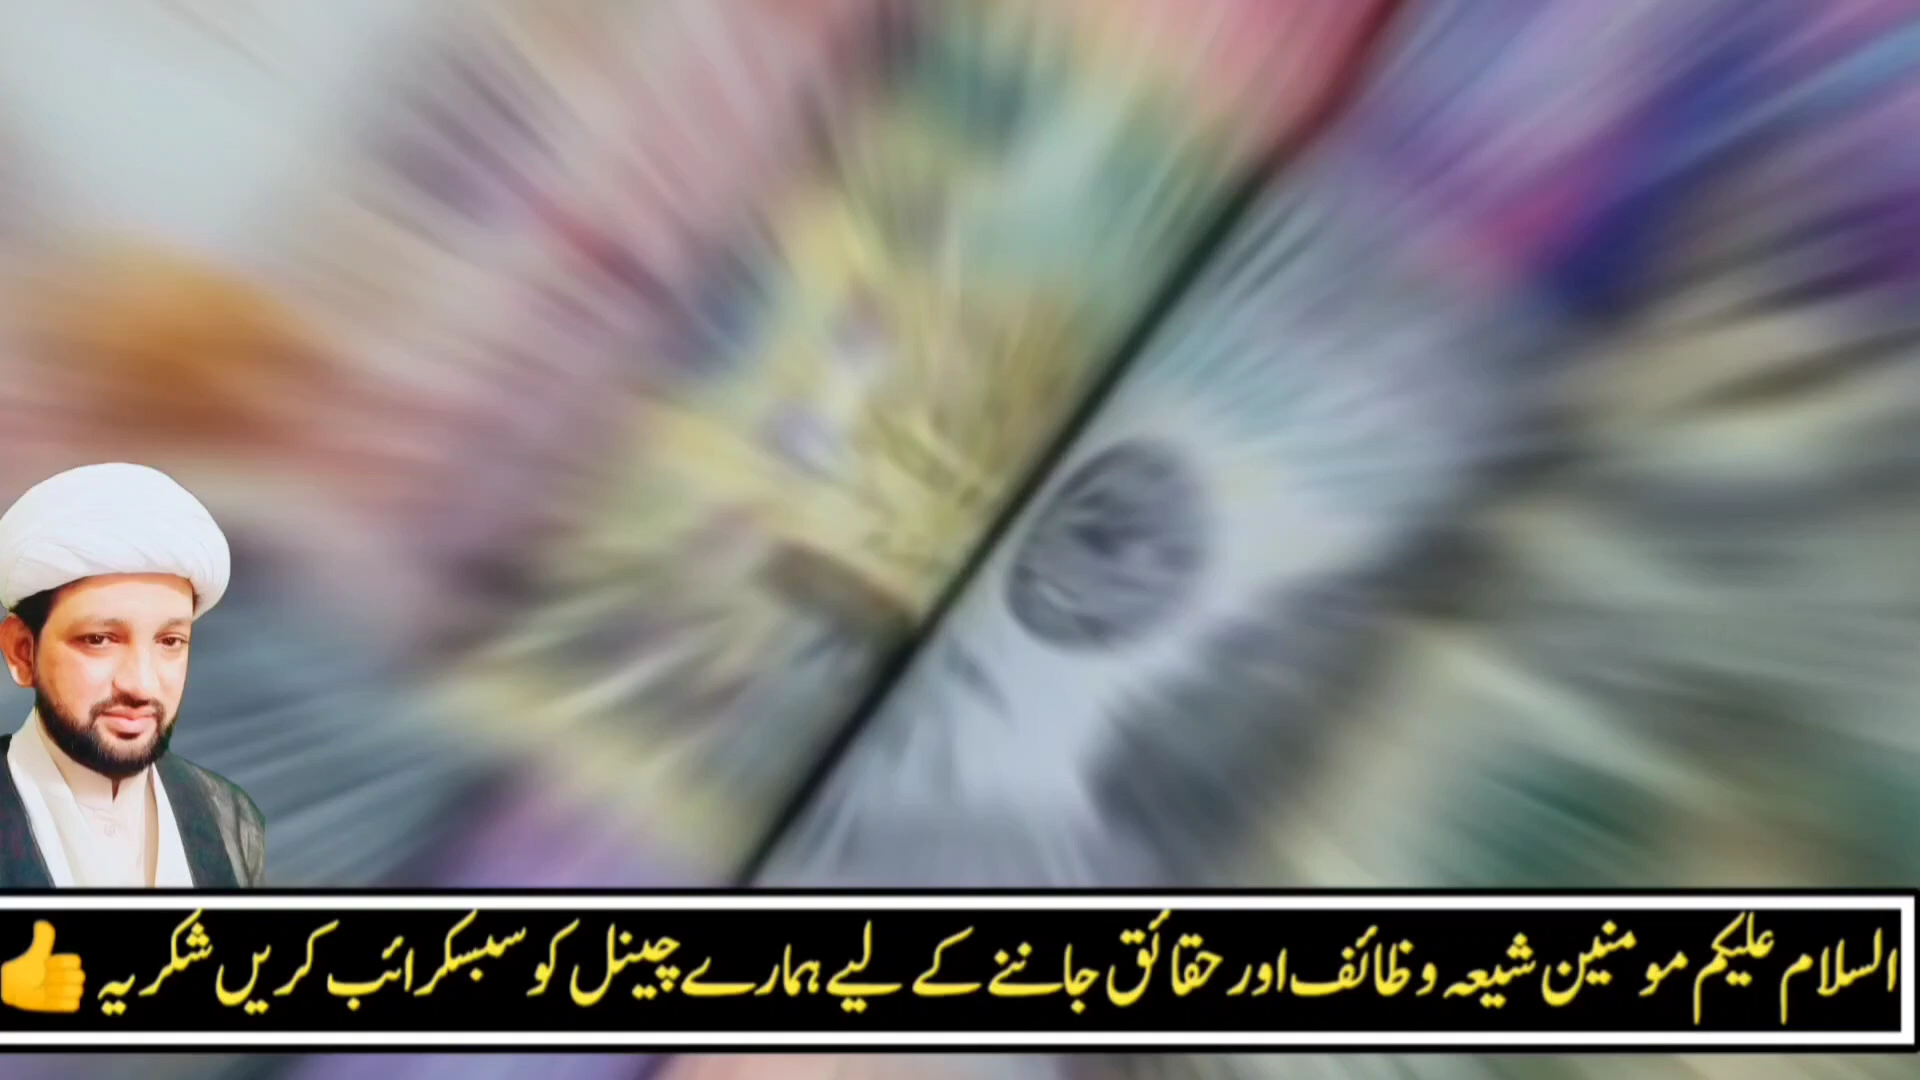 السلام علیکم مومنین شیعہ وظائف اور حقائق جاننے کے لیے ہمارے چینل کو سبسکرائب کریں شکریہ 👍